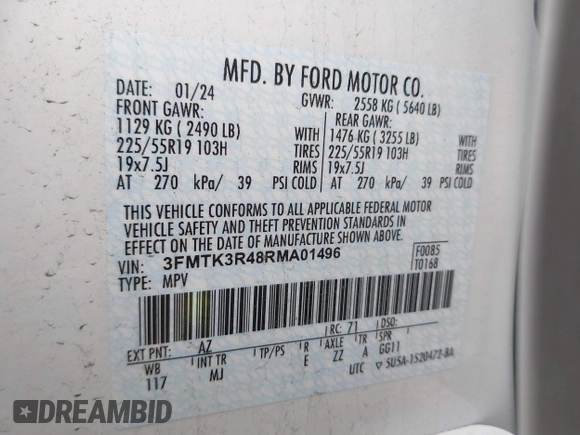 MFD. BY FORD MOTOR CO.
DATE: 01/24 GVWR: 2558 KG ( 5640 LB)
FRONT GAWR: REAR GAWR:
1129 KG ( 2490 LB) WITH 1476 KG ( 3255 LB) WITH
225/55R19 103H TIRES 225/55R19 103H TIRES
19x7.5J RIMS 19x7.5J RIMS
AT 270 kPa/ 39 PSI COLD AT 270 kPa/ 39 PSI COLD
THIS VEHICLE CONFORMS TO ALL APPLICABLE FEDERAL MOTOR
VEHICLE SAFETY AND THEFT PREVENTION STANDARDS IN
EFFECT ON THE DATE OF MANUFACTURE SHOWN ABOVE.
VIN: 3FMTK3R48RMA01496 F0085
TYPE: MPV T0168
EXT PNT: AZ RC: 71 DSO:
WB INT TR TP/PS R AXLE TR SPR
117 MJ E ZZ A GG11
UTC ▽ 5U5A-1520472-BA
DREAMBID